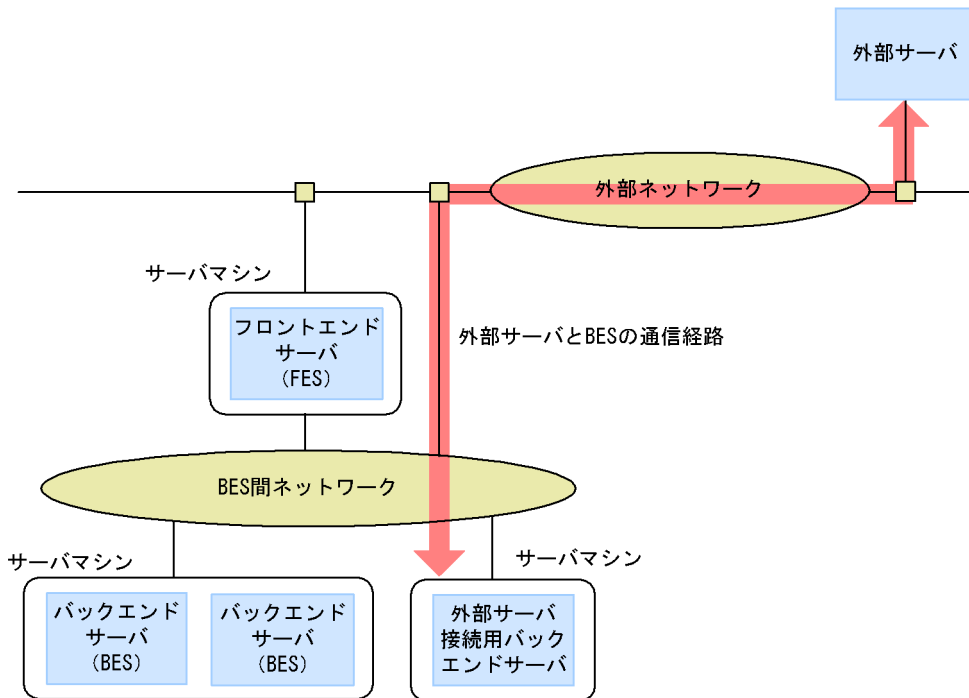 外部サーバ
外部ネットワーク
サーバマシン
フロントエンド
サーバ
（FES）
外部サーバとBESの通信経路
BES間ネットワーク
サーバマシン
バックエンド
サーバ
（BES）
バックエンド
サーバ
（BES）
サーバマシン
外部サーバ
接続用バック
エンドサーバ